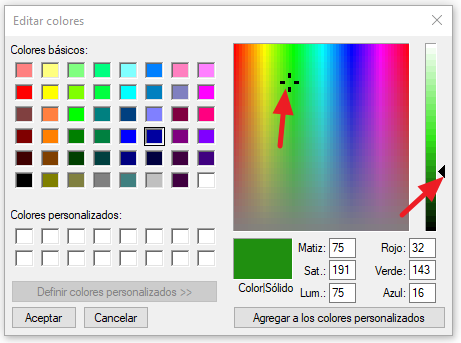 Editar colores
Colores básicos:
Colores personalizados:
Definir colores personalizados >>
Aceptar
Cancelar
Color|Sólido
Matiz: 75
Sat.: 191
Lum.: 75
Rojo: 32
Verde: 143
Azul: 16
Agregar a los colores personalizados